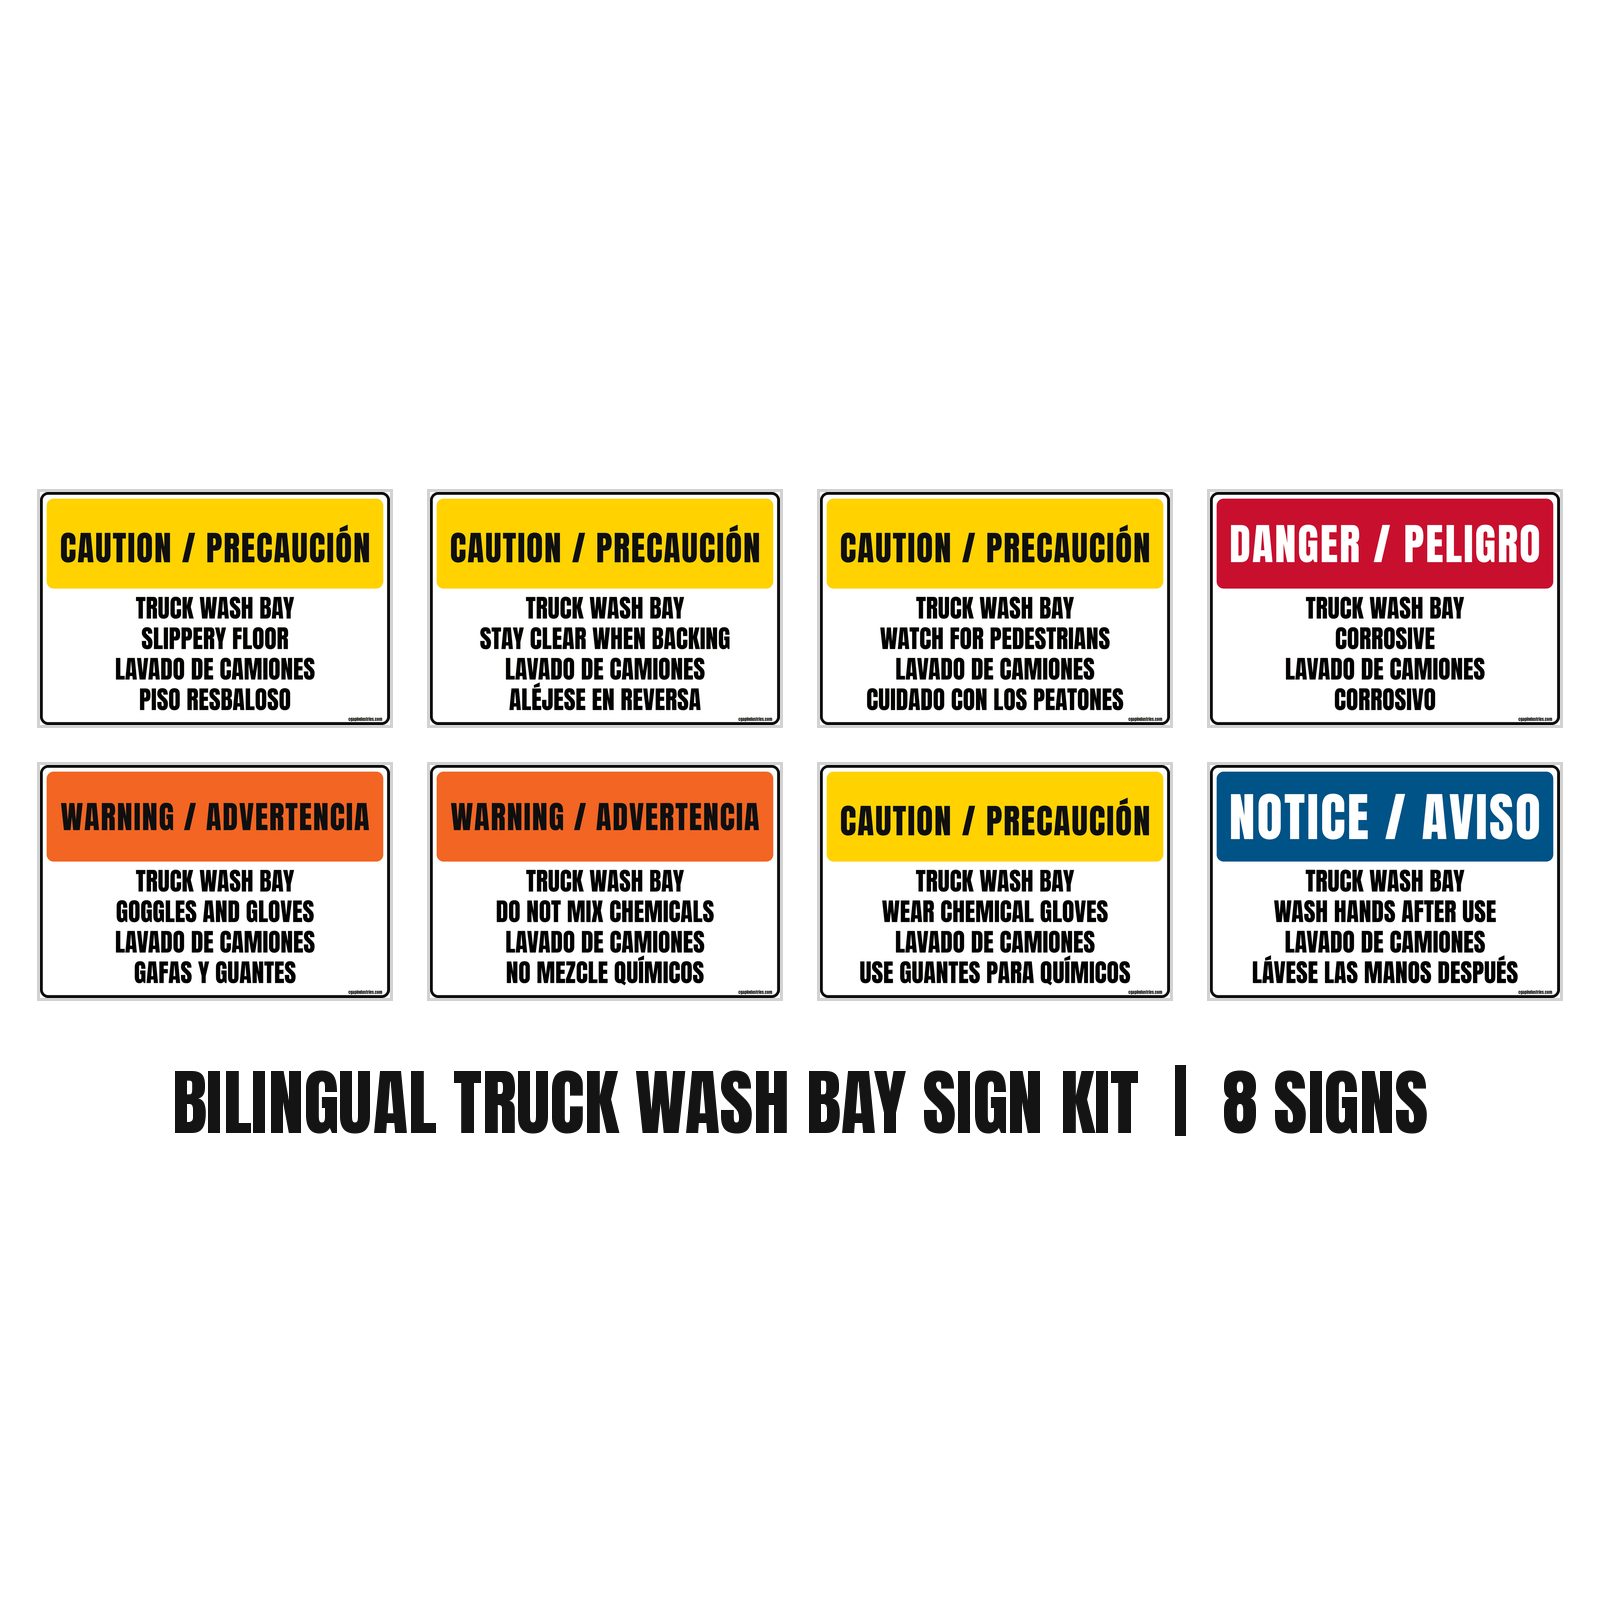 CAUTION / PRECAUCIÓN
TRUCK WASH BAY
SLIPPERY FLOOR
LAVADO DE CAMIONES
PISO RESBALOSO
CAUTION / PRECAUCIÓN
TRUCK WASH BAY
STAY CLEAR WHEN BACKING
LAVADO DE CAMIONES
ALÉJESE EN REVERSA
CAUTION / PRECAUCIÓN
TRUCK WASH BAY
WATCH FOR PEDESTRIANS
LAVADO DE CAMIONES
CUIDADO CON LOS PEATONES
DANGER / PELIGRO
TRUCK WASH BAY
CORROSIVE
LAVADO DE CAMIONES
CORROSIVO
WARNING / ADVERTENCIA
TRUCK WASH BAY
GOGGLES AND GLOVES
LAVADO DE CAMIONES
GAFAS Y GUANTES
WARNING / ADVERTENCIA
TRUCK WASH BAY
DO NOT MIX CHEMICALS
LAVADO DE CAMIONES
NO MEZCLE QUÍMICOS
CAUTION / PRECAUCIÓN
TRUCK WASH BAY
WEAR CHEMICAL GLOVES
LAVADO DE CAMIONES
USE GUANTES PARA QUÍMICOS
NOTICE / AVISO
TRUCK WASH BAY
WASH HANDS AFTER USE
LAVADO DE CAMIONES
LÁVESE LAS MANOS DESPUÉS
BILINGUAL TRUCK WASH BAY SIGN KIT | 8 SIGNS